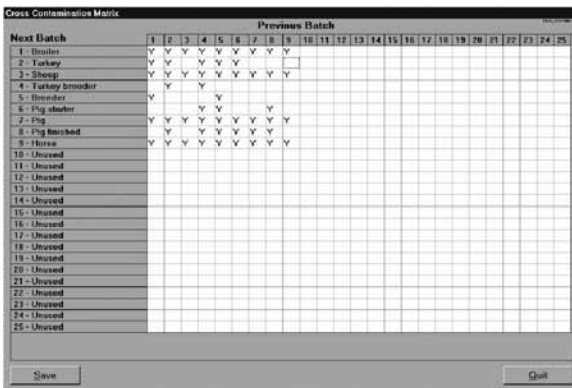 Cross Contamination Matrix
Previous Batch
Next Batch 1 2 3 4 5 6 7 8 9 10 11 12 13 14 15 16 17 18 19 20 21 22 23 24 25
1 - Broiler Y Y Y Y Y Y Y Y
2 - Turkey Y Y Y Y Y
3 - Sheep Y Y Y Y Y Y Y Y Y
4 - Turkey breeder Y Y
5 - Breeder Y Y
6 - Pig starter Y Y Y
7 - Pig Y Y Y Y Y Y Y Y Y
8 - Pig finished Y Y Y Y Y Y
9 - Horse Y Y Y Y Y Y Y Y Y
10 - Unused
11 - Unused
12 - Unused
13 - Unused
14 - Unused
15 - Unused
16 - Unused
17 - Unused
18 - Unused
19 - Unused
20 - Unused
21 - Unused
22 - Unused
23 - Unused
24 - Unused
25 - Unused
Save Quit